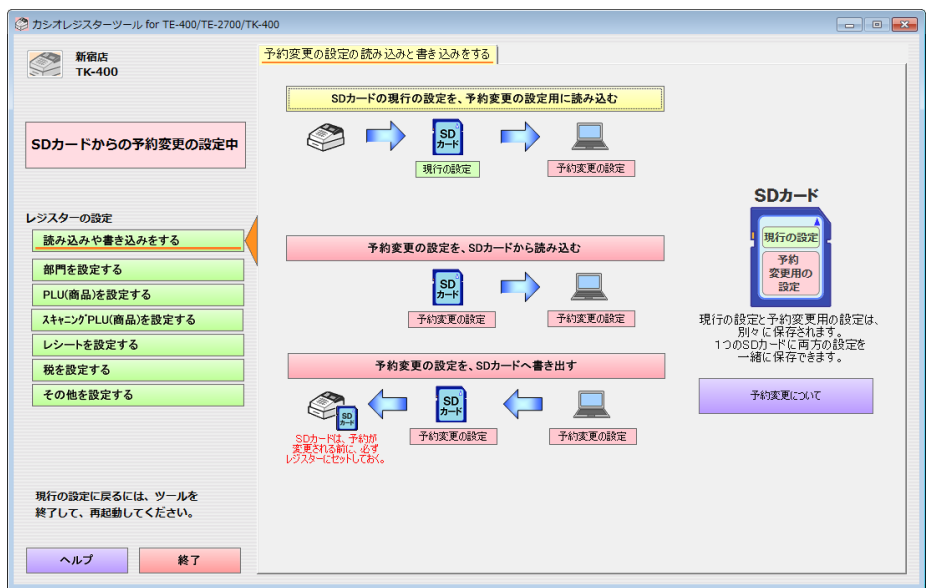 カシオレジスターツール for TE-400/TE-2700/TK-400
新宿店
TK-400
SDカードからの予約変更の設定中
レジスターの設定
読み込みや書き込みをする
部門を設定する
PLU(商品)を設定する
ｽｷｬﾆﾝｸﾞPLU(商品)を設定する
レシートを設定する
税を設定する
その他を設定する
現行の設定に戻るには、ツールを
終了して、再起動してください。
ヘルプ
終了
予約変更の設定の読み込みと書き込みをする
SDカードの現行の設定を、予約変更の設定用に読み込む
SD
カード
現行の設定
予約変更の設定
予約変更の設定を、SDカードから読み込む
SD
カード
予約変更の設定
予約変更の設定
予約変更の設定を、SDカードへ書き出す
SD
カード
SD
カード
予約変更の設定
予約変更の設定
SDカードは、予約が
変更される前に、必ず
レジスターにセットしておく。
SDカード
現行の設定
予約
変更用の
設定
現行の設定と予約変更用の設定は、
別々に保存されます。
1つのSDカードに両方の設定を
一緒に保存できます。
予約変更について